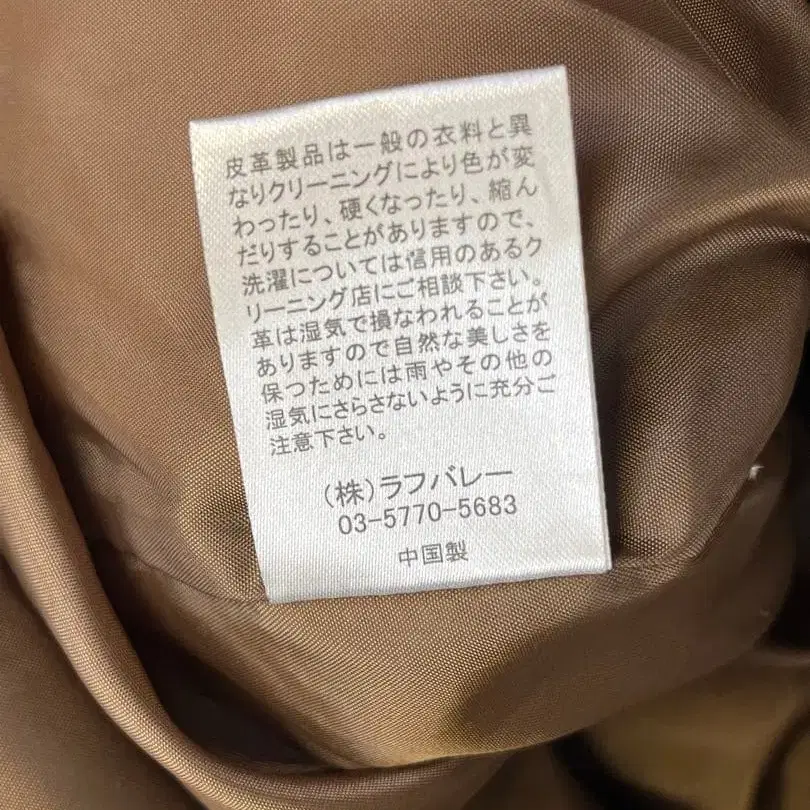 皮革製品は一般の衣料と異
なりクリーニングにより色が変
わったり、硬くなったり、縮ん
だりすることがありますので、
洗濯については信用のあるク
リーニング店にご相談下さい。
革は湿気で損なわれることが
ありますので自然な美しさを
保つためには雨やその他の
湿気にさらさないように充分ご
注意下さい。
(株)ラフバレー
03-5770-5683
中国製